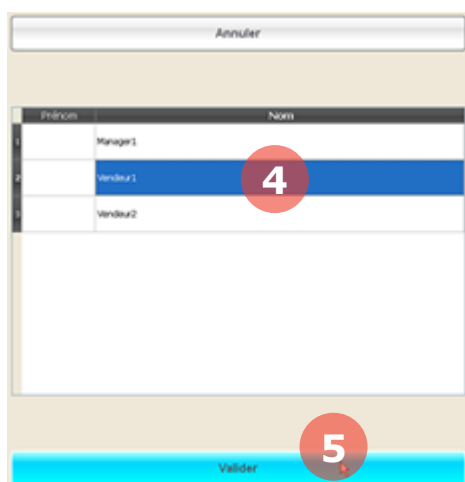 Annuler
Prénom Nom
1 Manager1
2 Vendeur1 4
3 Vendeur2
5
Valider